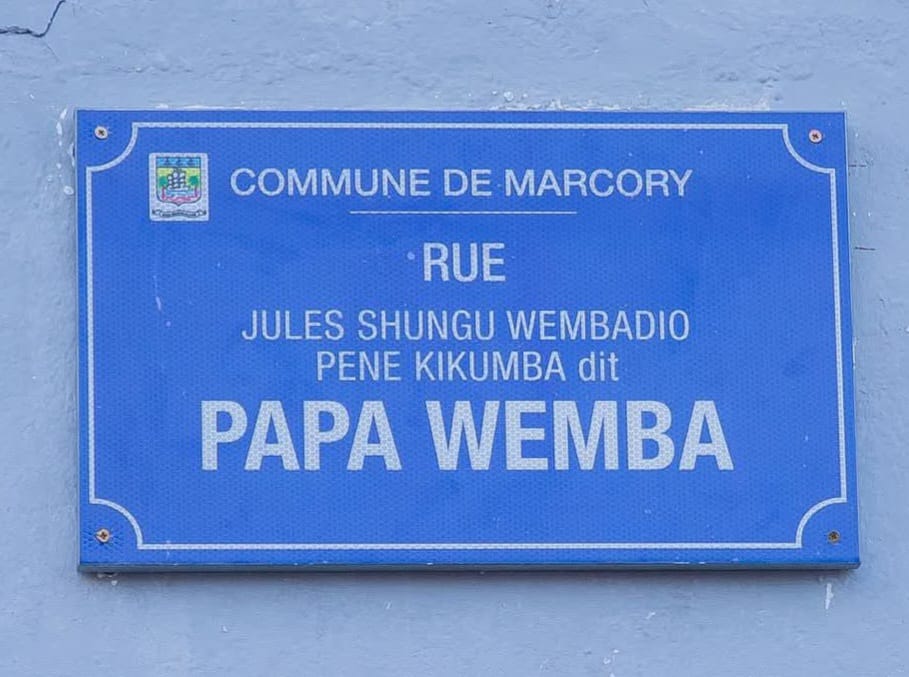 COMMUNE DE MARCORY
RUE
JULES SHUNGU WEMBADIO
PENE KIKUMBA dit
PAPA WEMBA